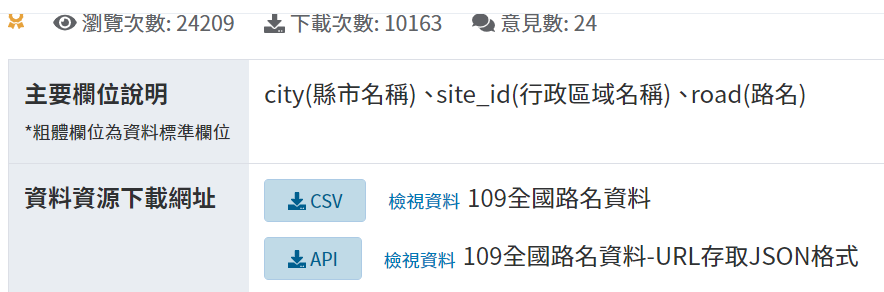 瀏覽次數: 24209 下載次數: 10163 意見數: 24
主要欄位說明 city(縣市名稱)、site_id(行政區域名稱)、road(路名)
*粗體欄位為資料標準欄位
資料資源下載網址 CSV 檢視資料 109全國路名資料
API 檢視資料 109全國路名資料-URL存取JSON格式